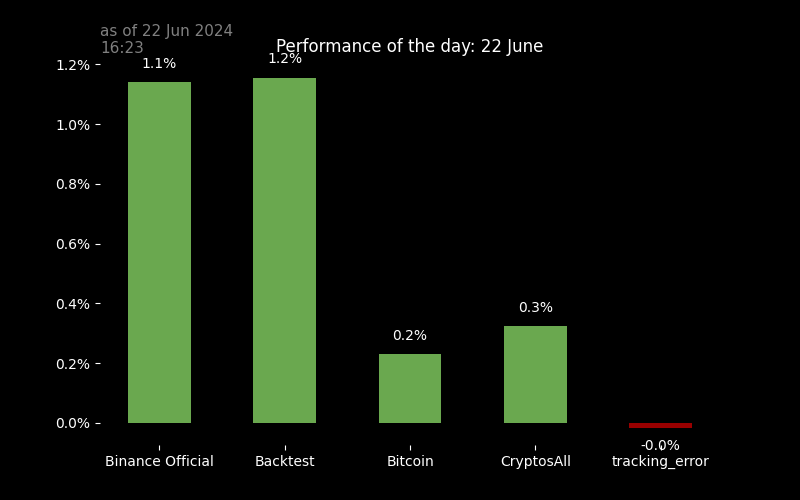 as of 22 Jun 2024
16:23
Performance of the day: 22 June
1.2%
1.0%
0.8%
0.6%
0.4%
0.2%
0.0%
1.1%
1.2%
0.2%
0.3%
-0.0%
Binance Official
Backtest
Bitcoin
CryptosAll
tracking_error